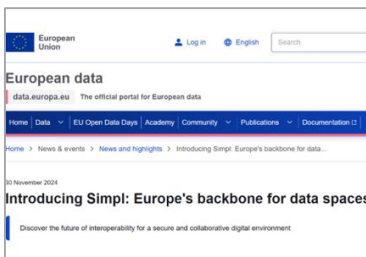 European Union
Log in
English
Search
European data
data.europa.eu The official portal for European data
Home Data EU Open Data Days Academy Community Publications Documentation
Home > News & events > News and highlights > Introducing Simpl: Europe's backbone for data...
30 November 2024
Introducing Simpl: Europe's backbone for data spaces
Discover the future of interoperability for a secure and collaborative digital environment